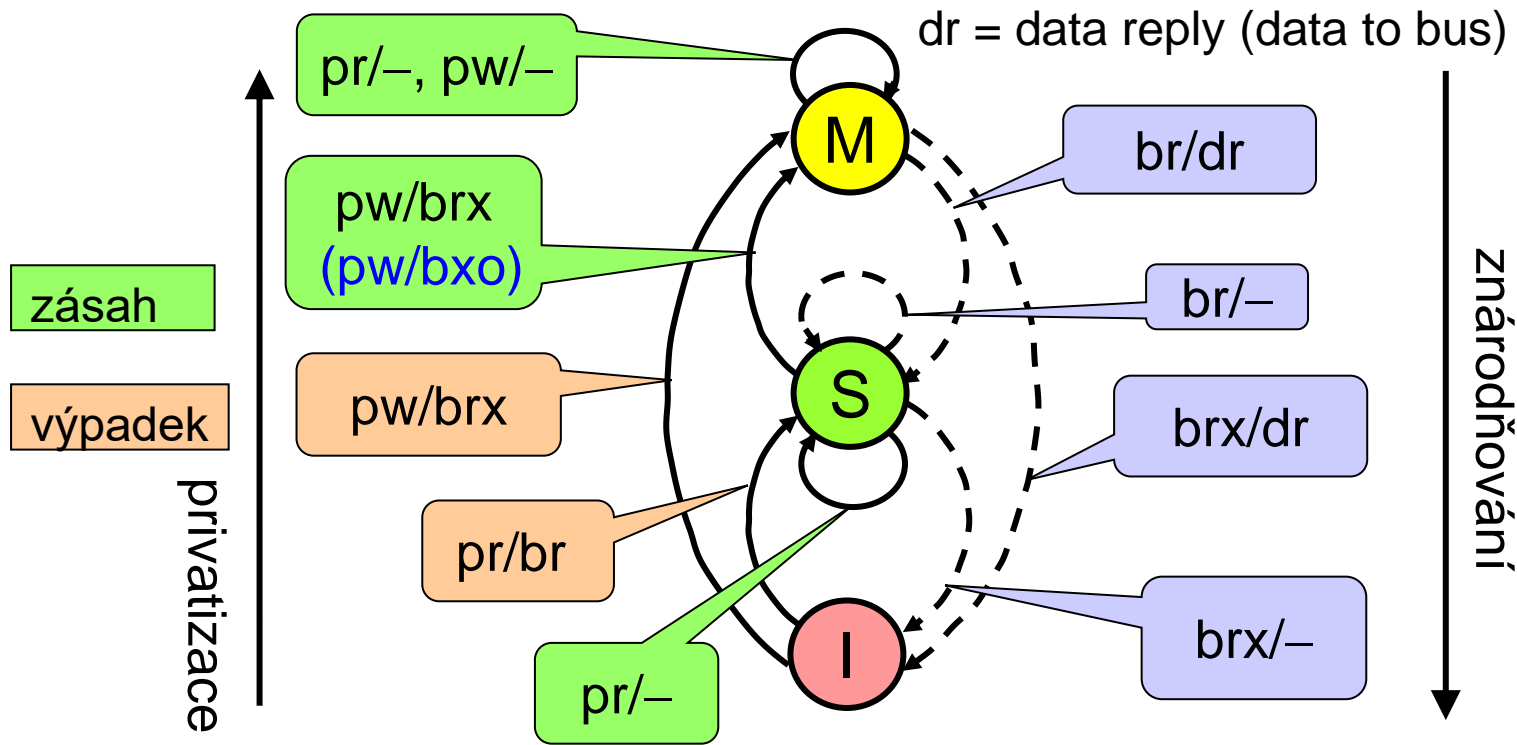 dr = data reply (data to bus)
pr/–, pw/–
M
br/dr
pw/brx
(pw/bxo)
zásah
br/–
S
výpadek
pw/brx
brx/dr
pr/br
I
brx/–
pr/–
privatizace
znárodňování